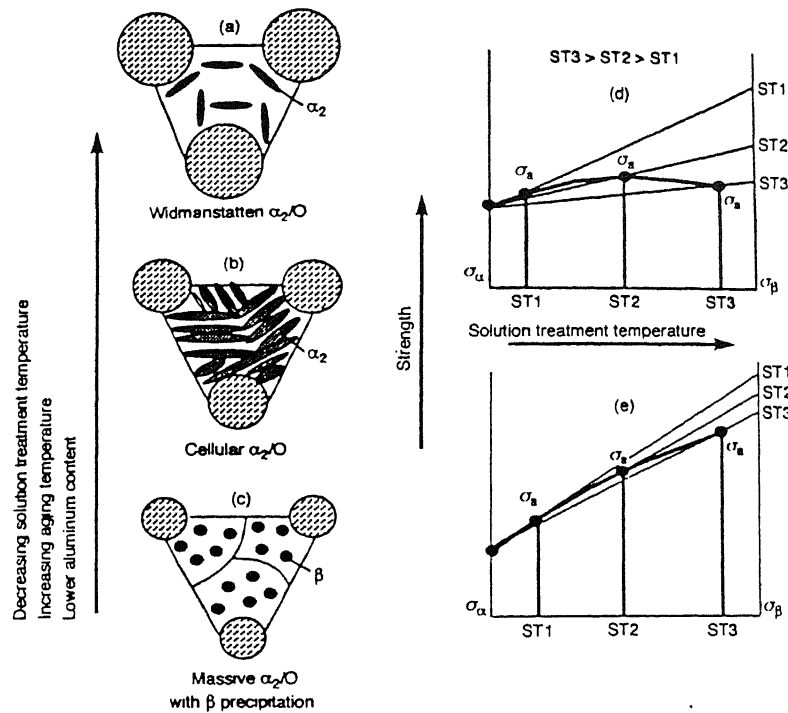 Decreasing solution treatment temperature
Increasing aging temperature
Lower aluminum content
(a)
α₂
Widmanstatten α₂/O
(b)
α₂
Cellular α₂/O
(c)
β
Massive α₂/O
with β precipitation
Strength
ST3 > ST2 > ST1
(d)
ST1
ST2
ST3
σₐ
σₐ
σₐ
σα
σβ
ST1
ST2
ST3
Solution treatment temperature
(e)
ST1
ST2
ST3
σₐ
σₐ
σₐ
σα
σβ
ST1
ST2
ST3